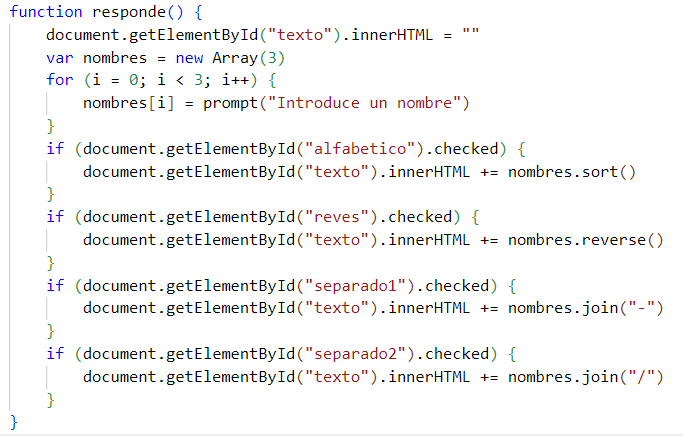 function responde() {
    document.getElementById("texto").innerHTML = ""
    var nombres = new Array(3)
    for (i = 0; i < 3; i++) {
        nombres[i] = prompt("Introduce un nombre")
    }
    if (document.getElementById("alfabetico").checked) {
        document.getElementById("texto").innerHTML += nombres.sort()
    }
    if (document.getElementById("reves").checked) {
        document.getElementById("texto").innerHTML += nombres.reverse()
    }
    if (document.getElementById("separado1").checked) {
        document.getElementById("texto").innerHTML += nombres.join("-")
    }
    if (document.getElementById("separado2").checked) {
        document.getElementById("texto").innerHTML += nombres.join("/")
    }
}